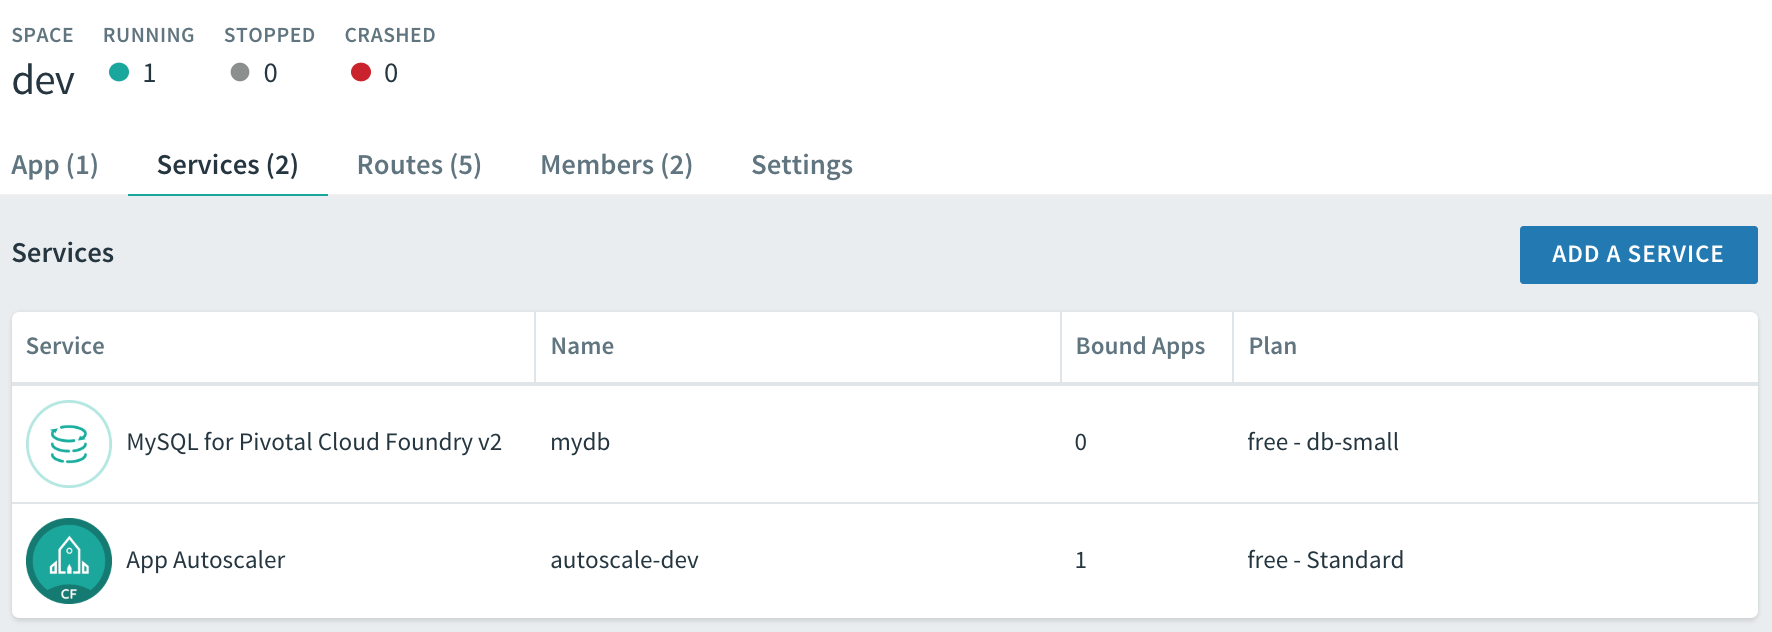 SPACE RUNNING STOPPED CRASHED
dev 1 0 0
App (1) Services (2) Routes (5) Members (2) Settings
Services ADD A SERVICE
Service Name Bound Apps Plan
MySQL for Pivotal Cloud Foundry v2 mydb 0 free - db-small
App Autoscaler autoscale-dev 1 free - Standard
CF